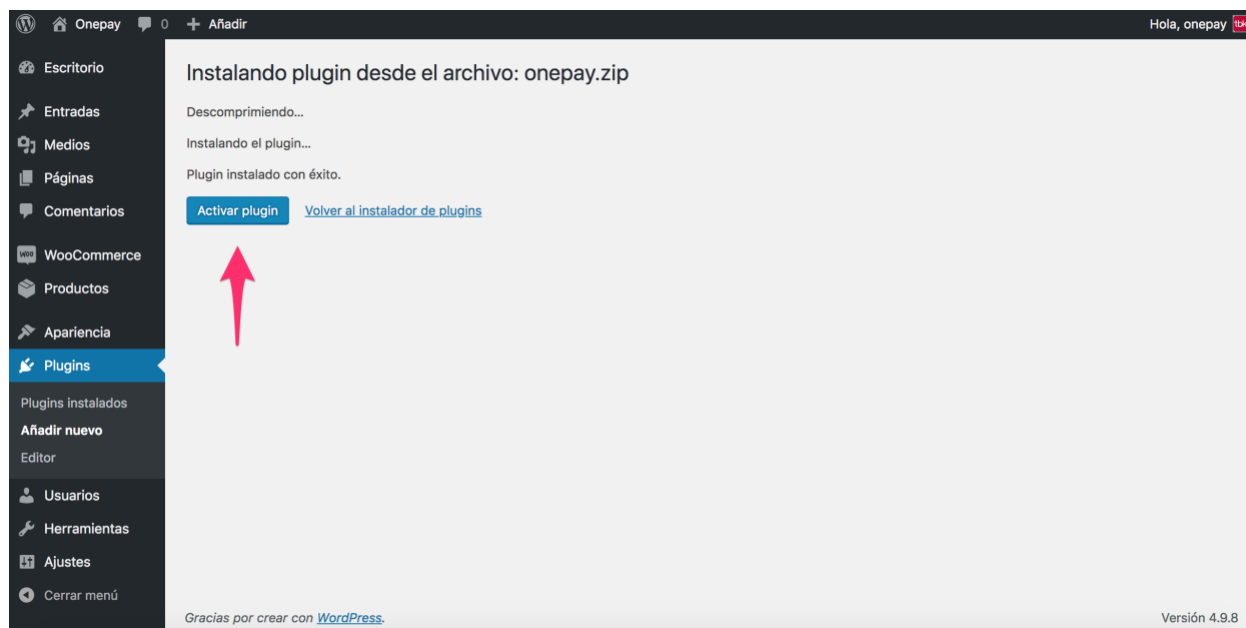 Onepay 0 + Añadir Hola, onepay tbk
Escritorio
Entradas
Medios
Páginas
Comentarios
WOO WooCommerce
Productos
Apariencia
Plugins
Plugins instalados
Añadir nuevo
Editor
Usuarios
Herramientas
Ajustes
Cerrar menú
Instalando plugin desde el archivo: onepay.zip
Descomprimiendo...
Instalando el plugin...
Plugin instalado con éxito.
Activar plugin Volver al instalador de plugins
Gracias por crear con WordPress. Versión 4.9.8